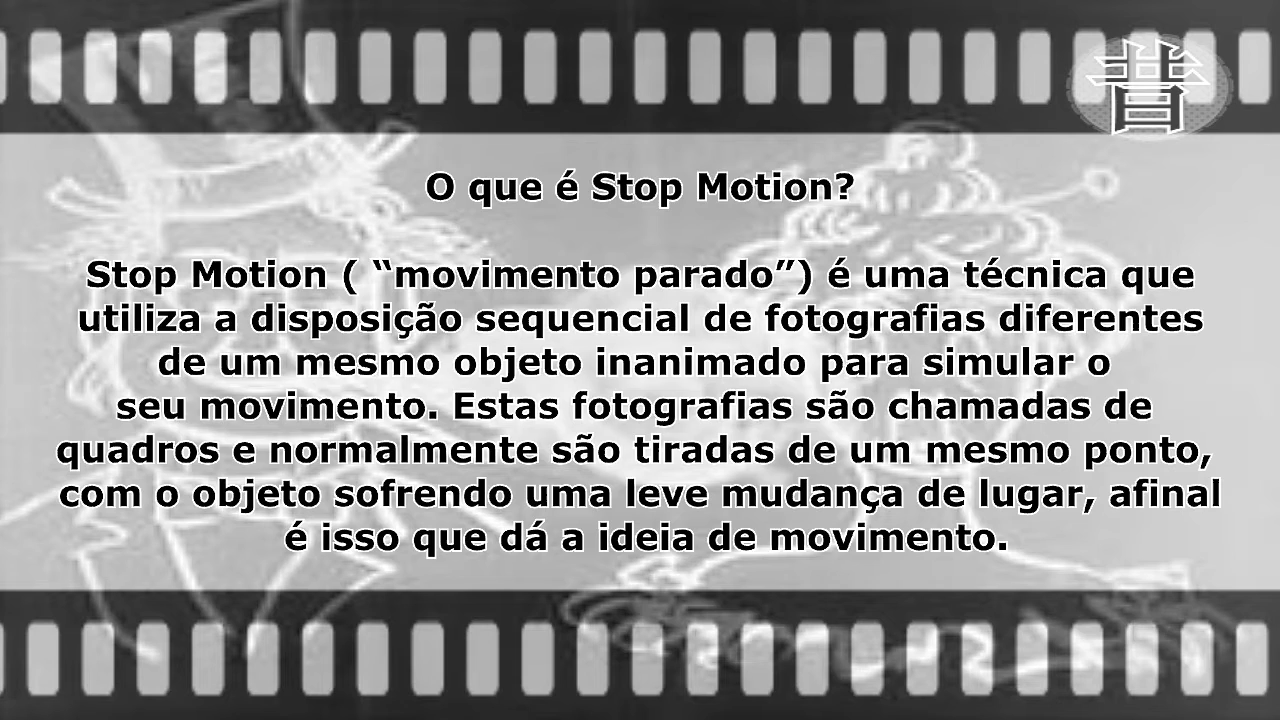 昔
O que é Stop Motion?
Stop Motion ( “movimento parado”) é uma técnica que
utiliza a disposição sequencial de fotografias diferentes
de um mesmo objeto inanimado para simular o
seu movimento. Estas fotografias são chamadas de
quadros e normalmente são tiradas de um mesmo ponto,
com o objeto sofrendo uma leve mudança de lugar, afinal
é isso que dá a ideia de movimento.